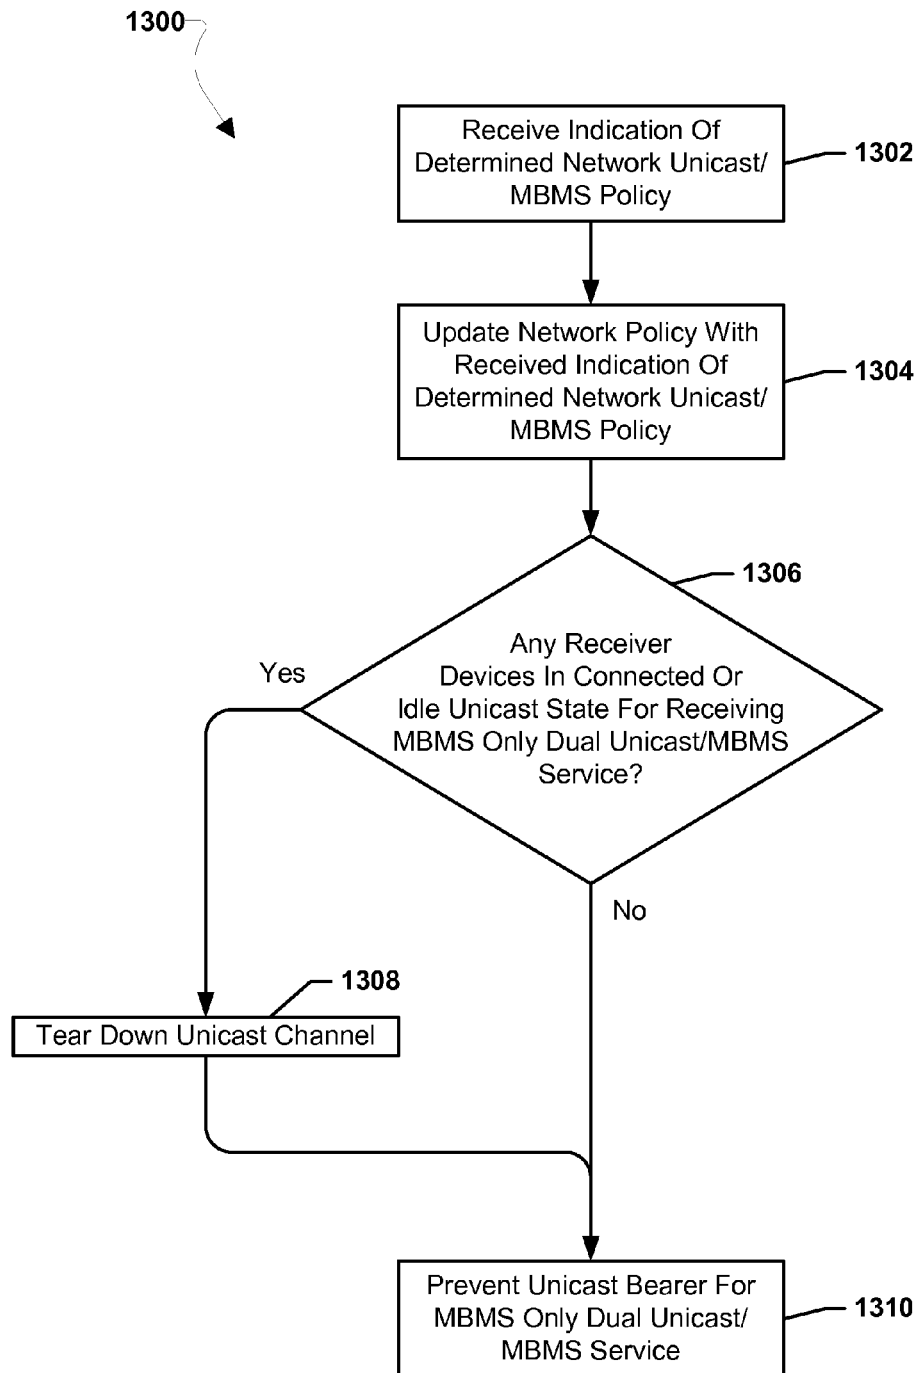 1300
Receive Indication Of
Determined Network Unicast/
MBMS Policy
1302
Update Network Policy With
Received Indication Of
Determined Network Unicast/
MBMS Policy
1304
1306
Any Receiver
Devices In Connected Or
Idle Unicast State For Receiving
MBMS Only Dual Unicast/MBMS
Service?
Yes
No
1308
Tear Down Unicast Channel
Prevent Unicast Bearer For
MBMS Only Dual Unicast/
MBMS Service
1310